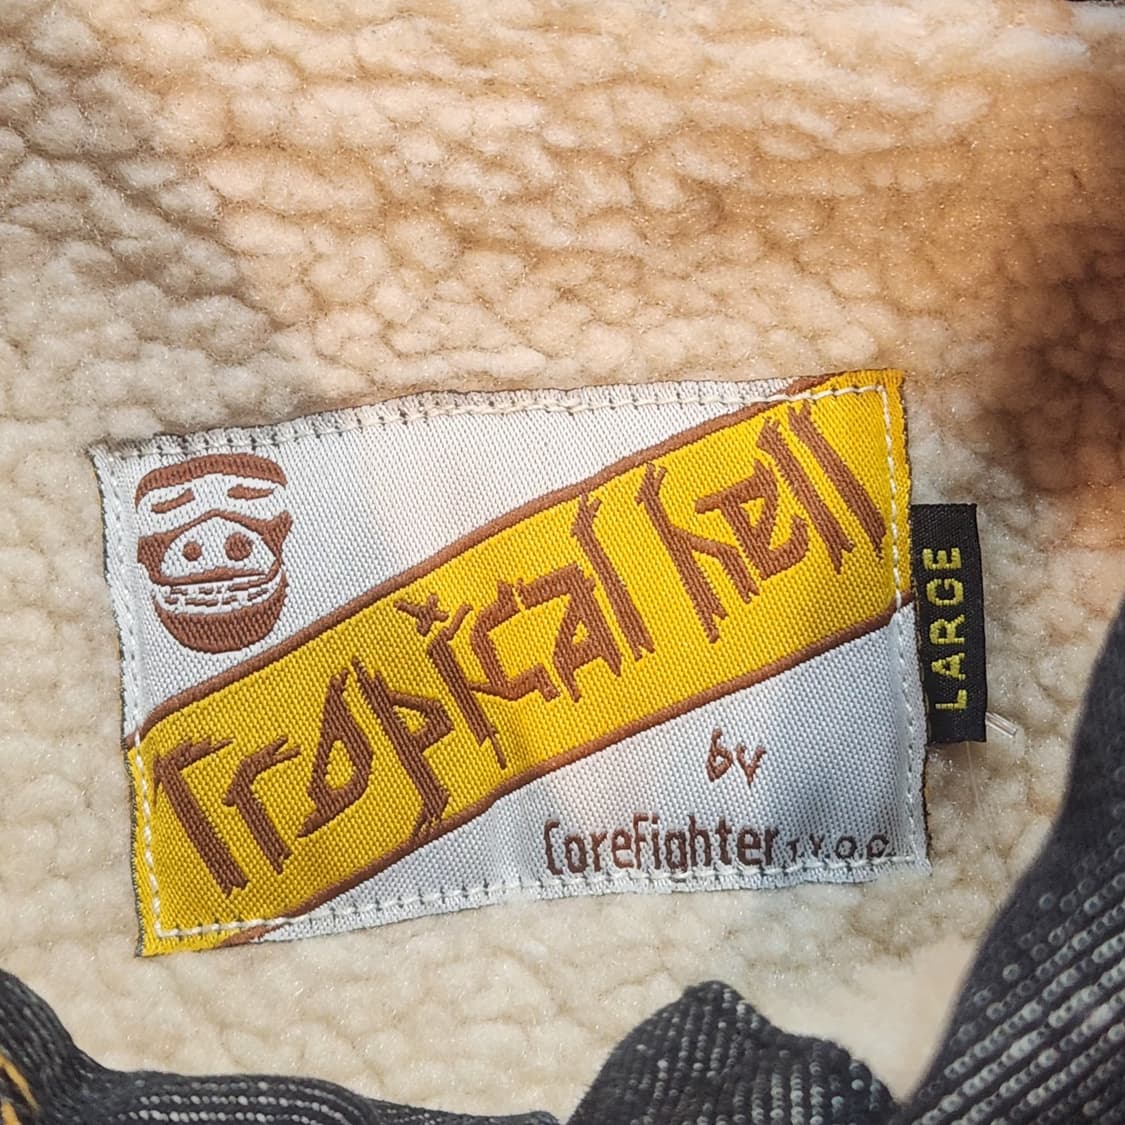 Tropical hell
by
CoreFighter
LARGE